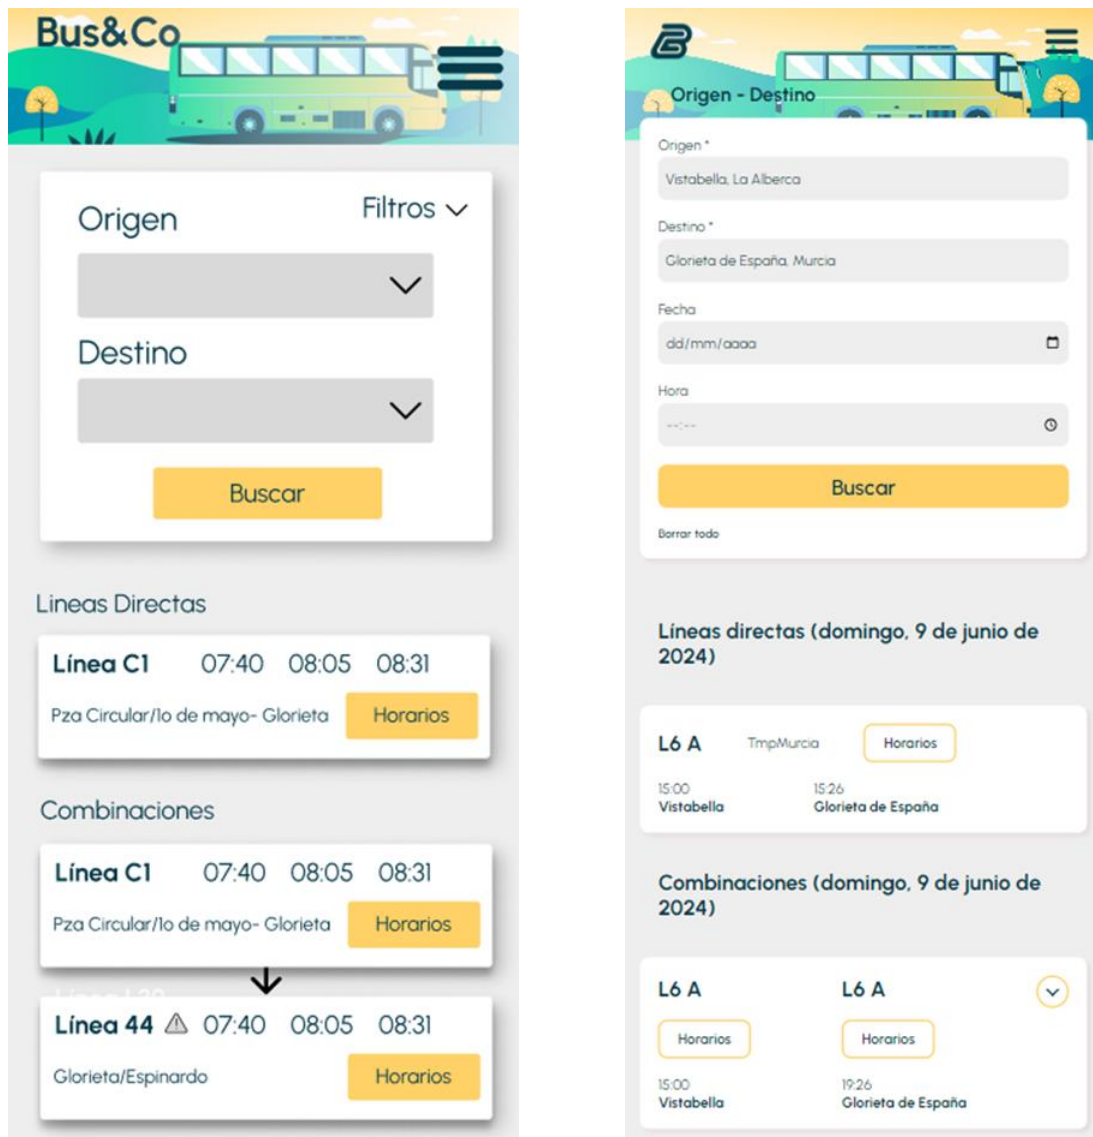 Bus&Co
Origen
Filtros
Destino
Buscar
Lineas Directas
Línea C1 07:40 08:05 08:31
Pza Circular/1o de mayo- Glorieta Horarios
Combinaciones
Línea C1 07:40 08:05 08:31
Pza Circular/1o de mayo- Glorieta Horarios
Línea 44 07:40 08:05 08:31
Glorieta/Espinardo Horarios
Origen - Destino
Origen *
Vistabella, La Alberca
Destino *
Glorieta de España, Murcia
Fecha
dd/mm/aaaa
Hora
--:--
Buscar
Borrar todo
Líneas directas (domingo, 9 de junio de
2024)
L6 A TmpMurcia Horarios
15:00 15:26
Vistabella Glorieta de España
Combinaciones (domingo, 9 de junio de
2024)
L6 A L6 A
Horarios Horarios
15:00 19:26
Vistabella Glorieta de España